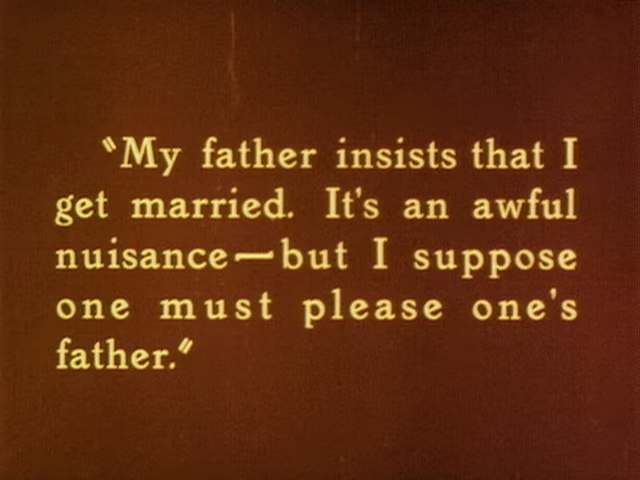 "My father insists that I
get married. It's an awful
nuisance—but I suppose
one must please one's
father."